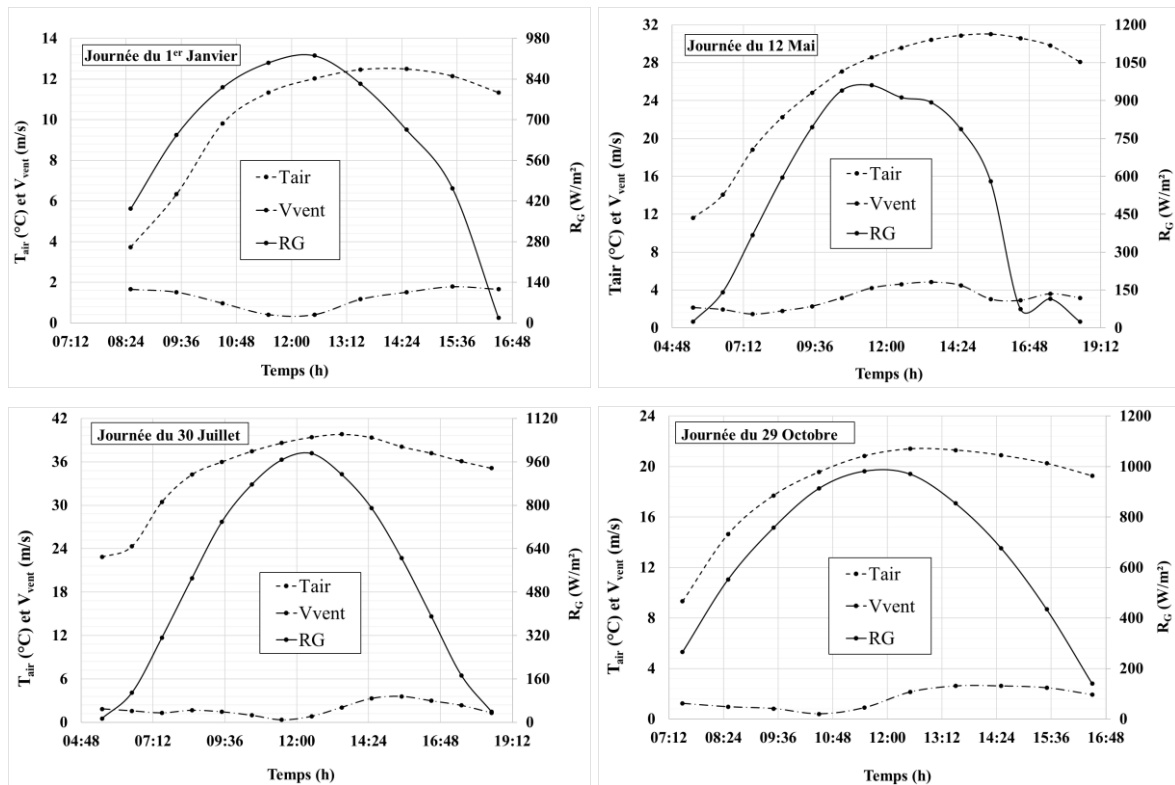 Journée du 1er Janvier
14
12
10
8
6
4
2
0
Tair (°C) et Vvent (m/s)
980
840
700
560
420
280
140
0
RG (W/m²)
Tair
Vvent
RG
07:12 08:24 09:36 10:48 12:00 13:12 14:24 15:36 16:48
Temps (h)
Journée du 12 Mai
32
28
24
20
16
12
8
4
0
Tair (°C) et Vvent (m/s)
1200
1050
900
750
600
450
300
150
0
RG (W/m²)
Tair
Vvent
RG
04:48 07:12 09:36 12:00 14:24 16:48 19:12
Temps (h)
Journée du 30 Juillet
42
36
30
24
18
12
6
0
Tair (°C) et Vvent (m/s)
1120
960
800
640
480
320
160
0
RG (W/m²)
Tair
Vvent
RG
04:48 07:12 09:36 12:00 14:24 16:48 19:12
Temps (h)
Journée du 29 Octobre
24
20
16
12
8
4
0
Tair (°C) et Vvent (m/s)
1200
1000
800
600
400
200
0
RG (W/m²)
Tair
Vvent
RG
07:12 08:24 09:36 10:48 12:00 13:12 14:24 15:36 16:48
Temps (h)